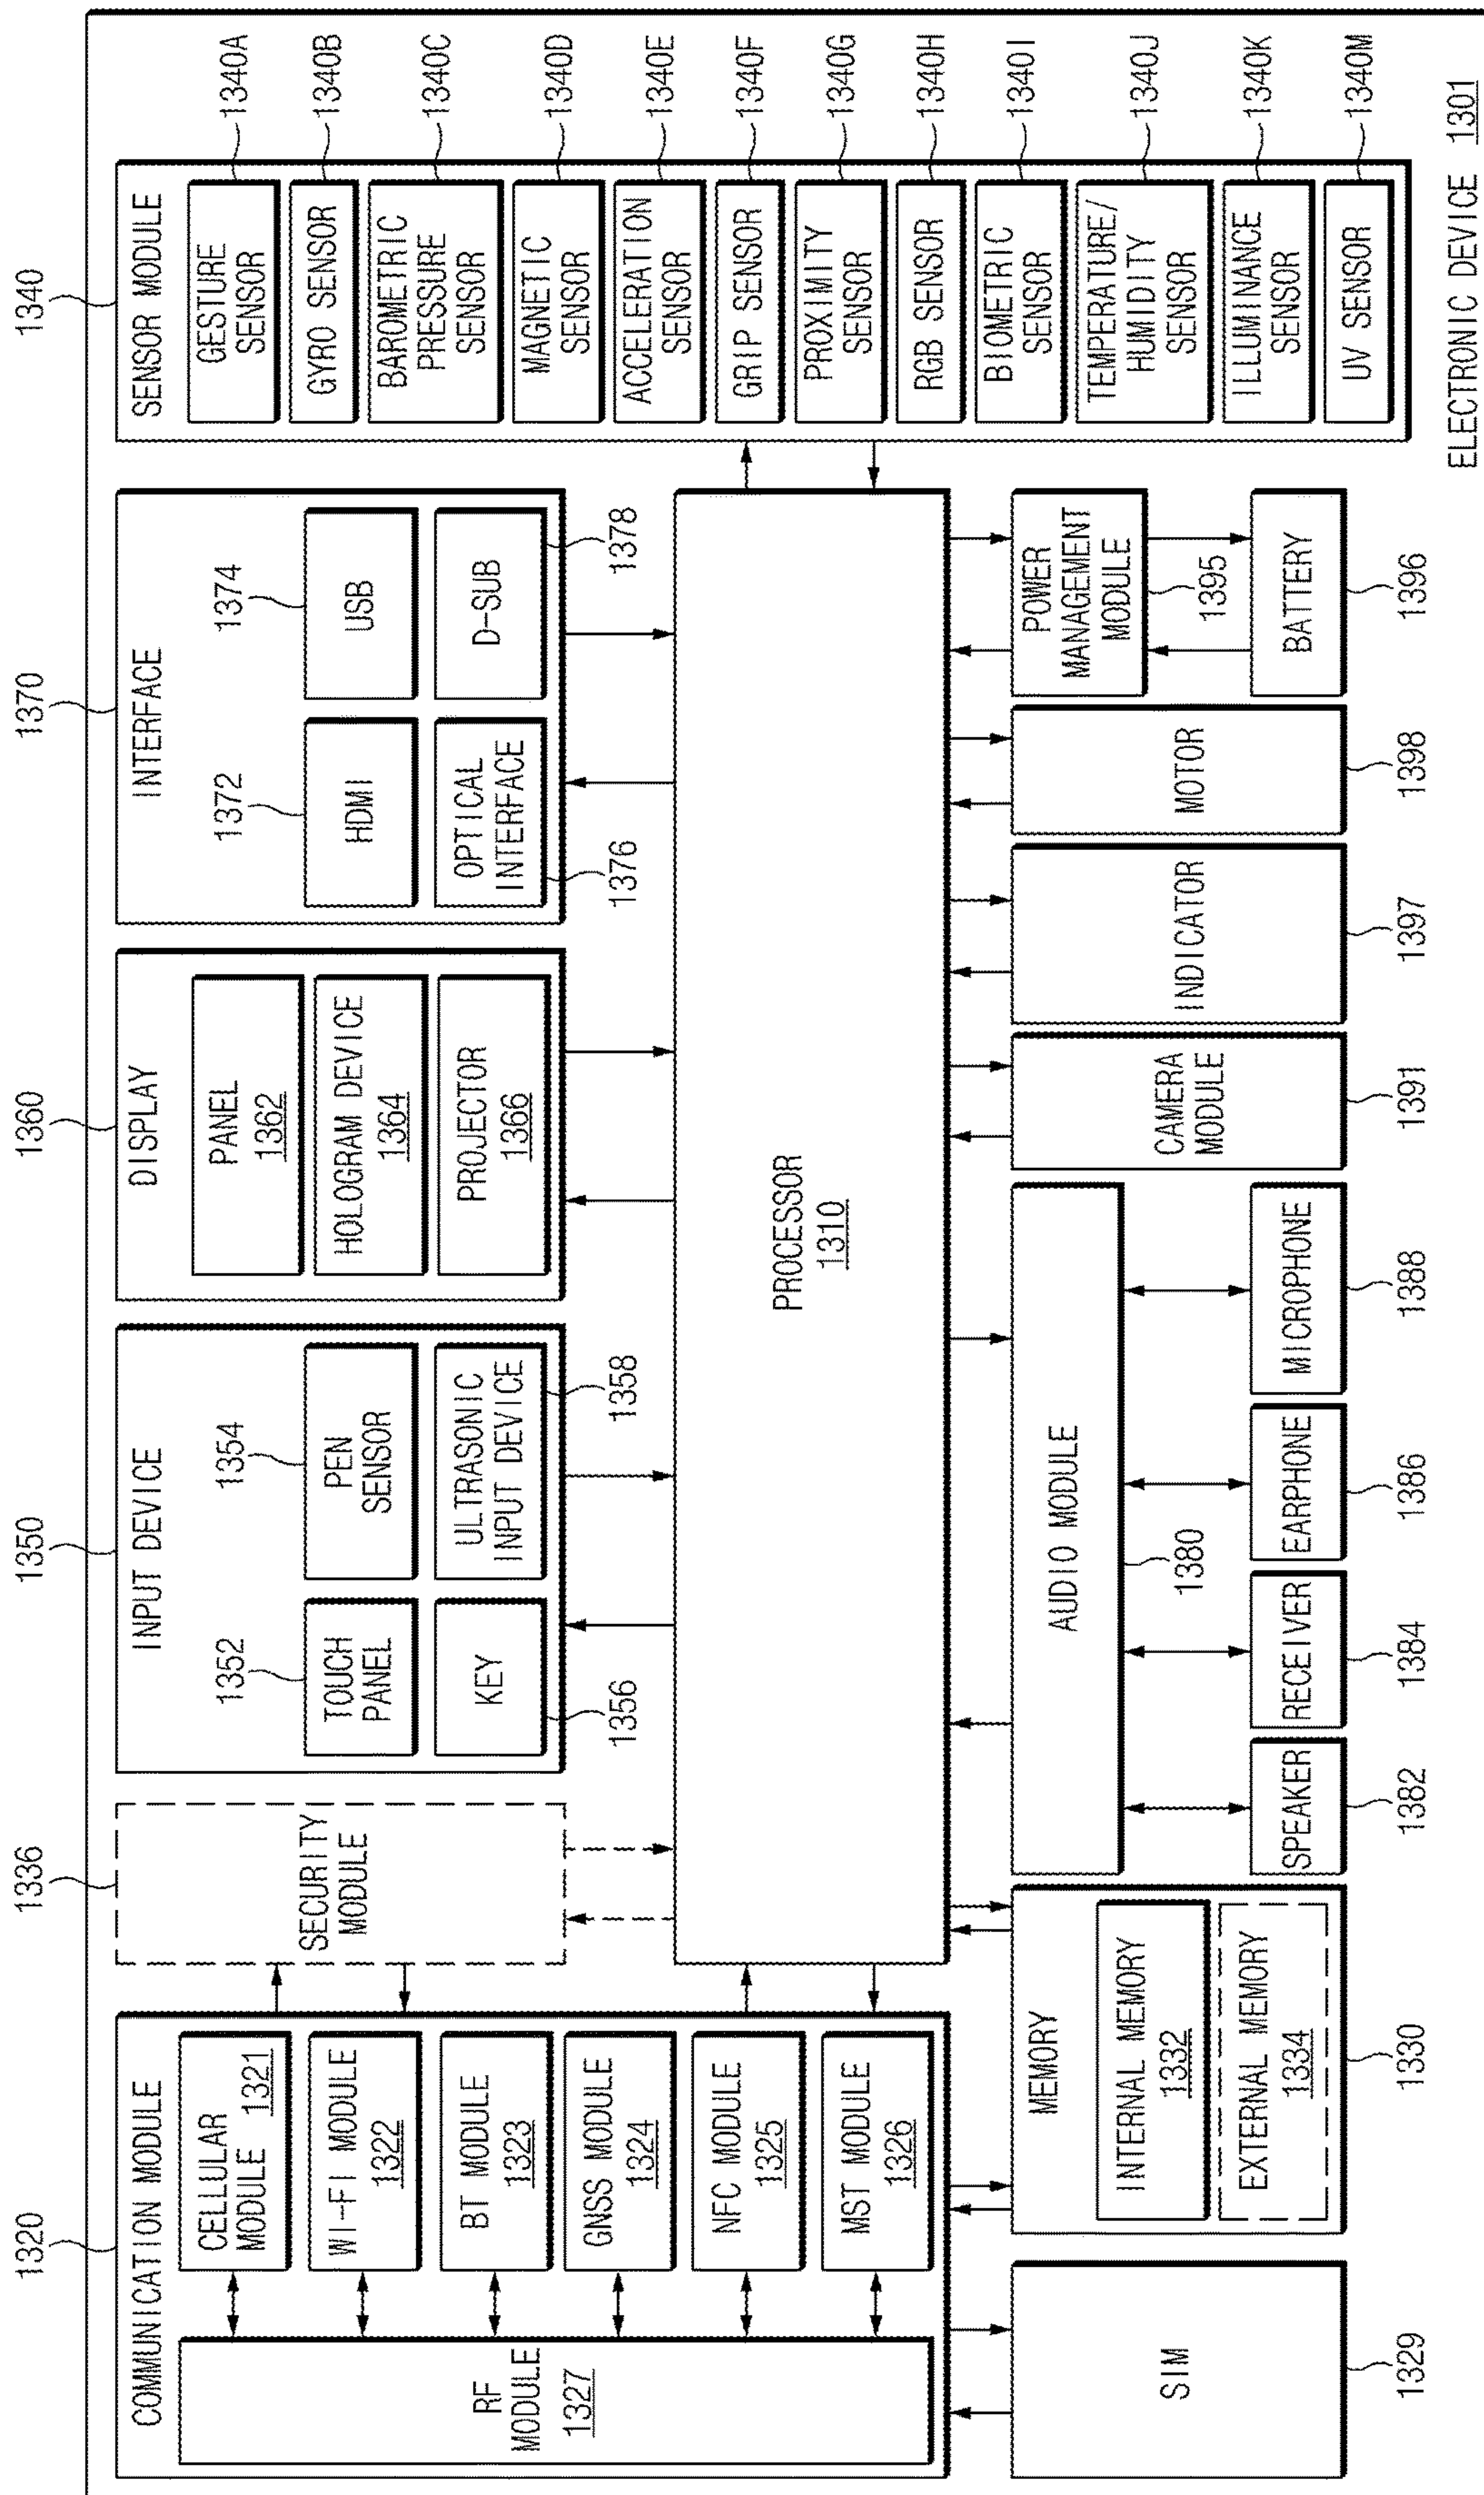 ELECTRONIC DEVICE 1301
1320
COMMUNICATION MODULE
RF
MODULE
1327
CELLULAR
MODULE 1321
WI-FI MODULE
1322
BT MODULE
1323
GNSS MODULE
1324
NFC MODULE
1325
MST MODULE
1326
1336
SECURITY
MODULE
1350
INPUT DEVICE
1352
TOUCH
PANEL
1354
PEN
SENSOR
KEY
1356
ULTRASONIC
INPUT DEVICE
1358
1360
DISPLAY
PANEL
1362
HOLOGRAM DEVICE
1364
PROJECTOR
1366
1370
INTERFACE
1372
HDMI
1374
USB
OPTICAL
INTERFACE
1376
D-SUB
1378
1340
SENSOR MODULE
GESTURE
SENSOR
1340A
GYRO SENSOR
1340B
BAROMETRIC
PRESSURE
SENSOR
1340C
MAGNETIC
SENSOR
1340D
ACCELERATION
SENSOR
1340E
GRIP SENSOR
1340F
PROXIMITY
SENSOR
1340G
RGB SENSOR
1340H
BIOMETRIC
SENSOR
1340I
TEMPERATURE/
HUMIDITY
SENSOR
1340J
ILLUMINANCE
SENSOR
1340K
UV SENSOR
1340M
PROCESSOR
1310
SIM
1329
MEMORY
INTERNAL MEMORY
1332
EXTERNAL MEMORY
1334
1330
AUDIO MODULE
1380
SPEAKER
1382
RECEIVER
1384
EARPHONE
1386
MICROPHONE
1388
CAMERA
MODULE
1391
INDICATOR
1397
MOTOR
1398
POWER
MANAGEMENT
MODULE
1395
BATTERY
1396